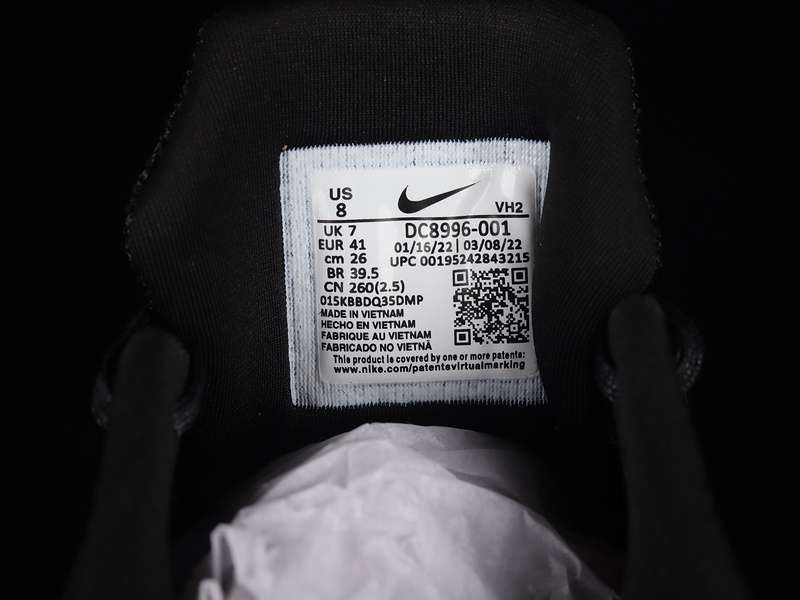 US
8
VH2
UK 7
DC8996-001
EUR 41
01/16/22 | 03/08/22
cm 26
UPC 00195242843215
BR 39.5
CN 260(2.5)
015KBBDQ35DMP
MADE IN VIETNAM
HECHO EN VIETNAM
FABRIQUE AU VIETNAM
FABRICADO NO VIETNÃ
This product is covered by one or more patents:
www.nike.com/patentsvirtualmarking